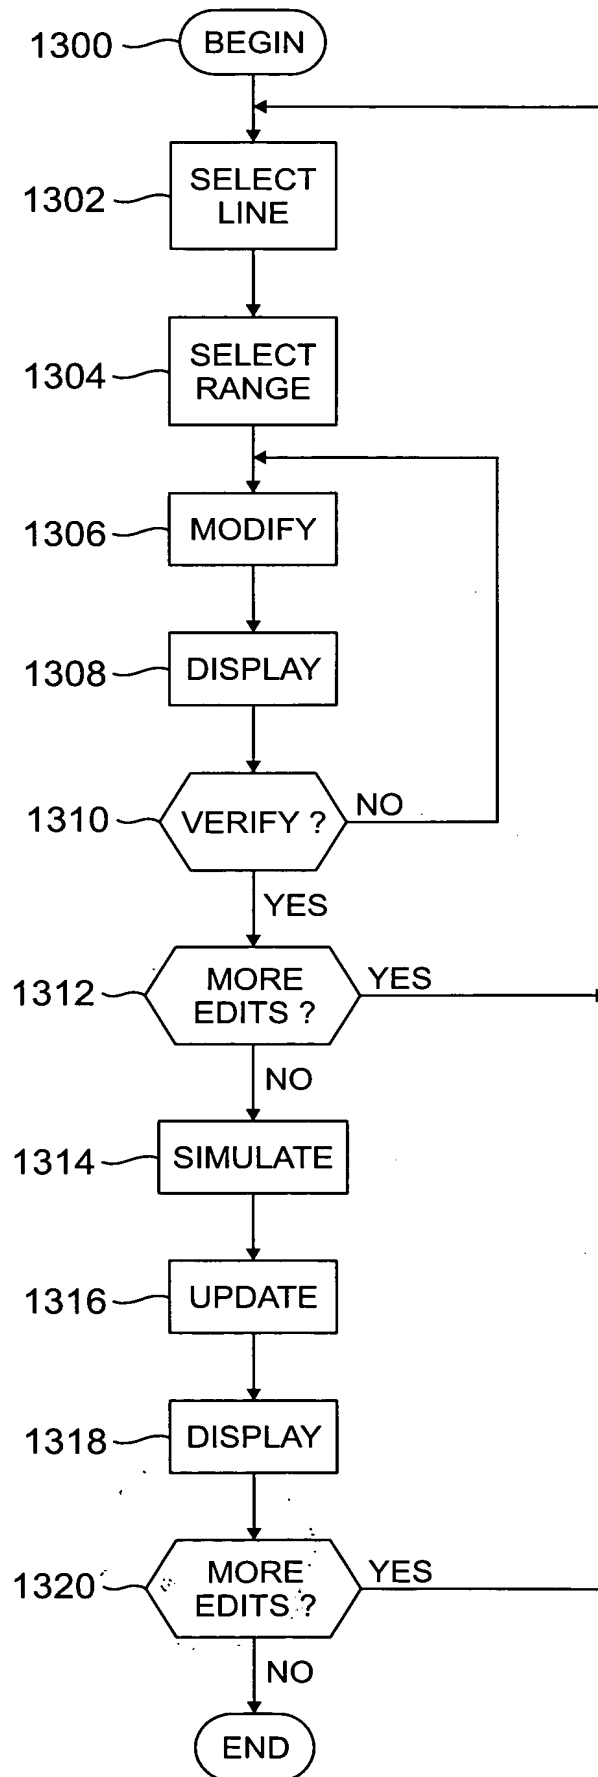 1300
BEGIN
1302
SELECT
LINE
1304
SELECT
RANGE
1306
MODIFY
1308
DISPLAY
1310
VERIFY ?
NO
YES
1312
MORE
EDITS ?
YES
NO
1314
SIMULATE
1316
UPDATE
1318
DISPLAY
1320
MORE
EDITS ?
YES
NO
END